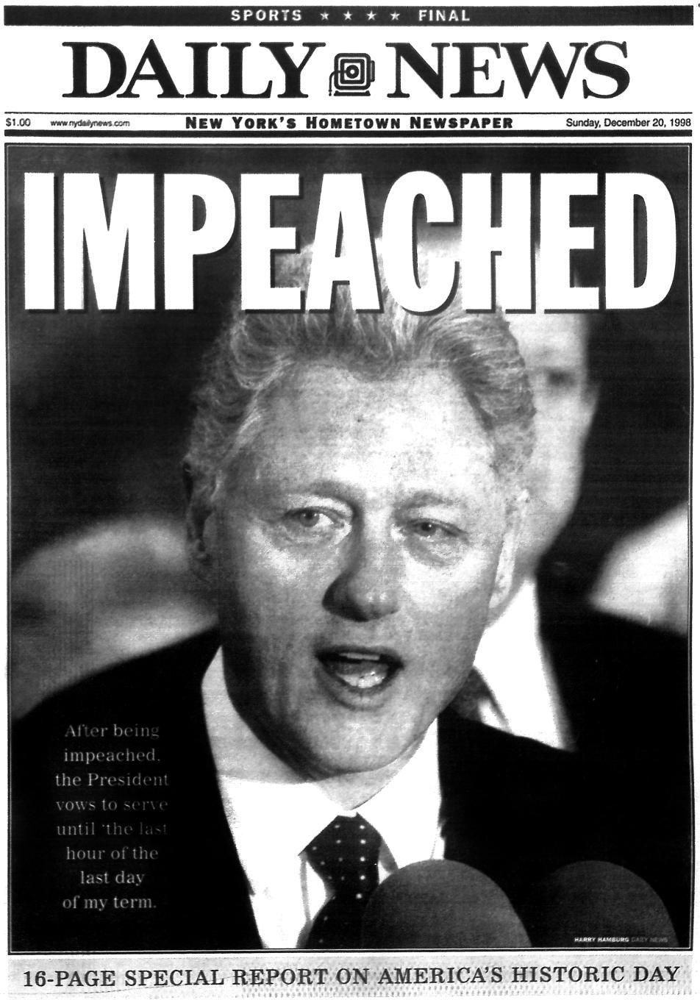 SPORTS ★ ★ ★ ★ FINAL
DAILY NEWS
$1.00 www.nydailynews.com NEW YORK'S HOMETOWN NEWSPAPER Sunday, December 20, 1998
IMPEACHED
After being
impeached,
the President
vows to serve
until 'the last
hour of the
last day
of my term.
HARRY HAMBURG DAILY NEWS
16-PAGE SPECIAL REPORT ON AMERICA'S HISTORIC DAY